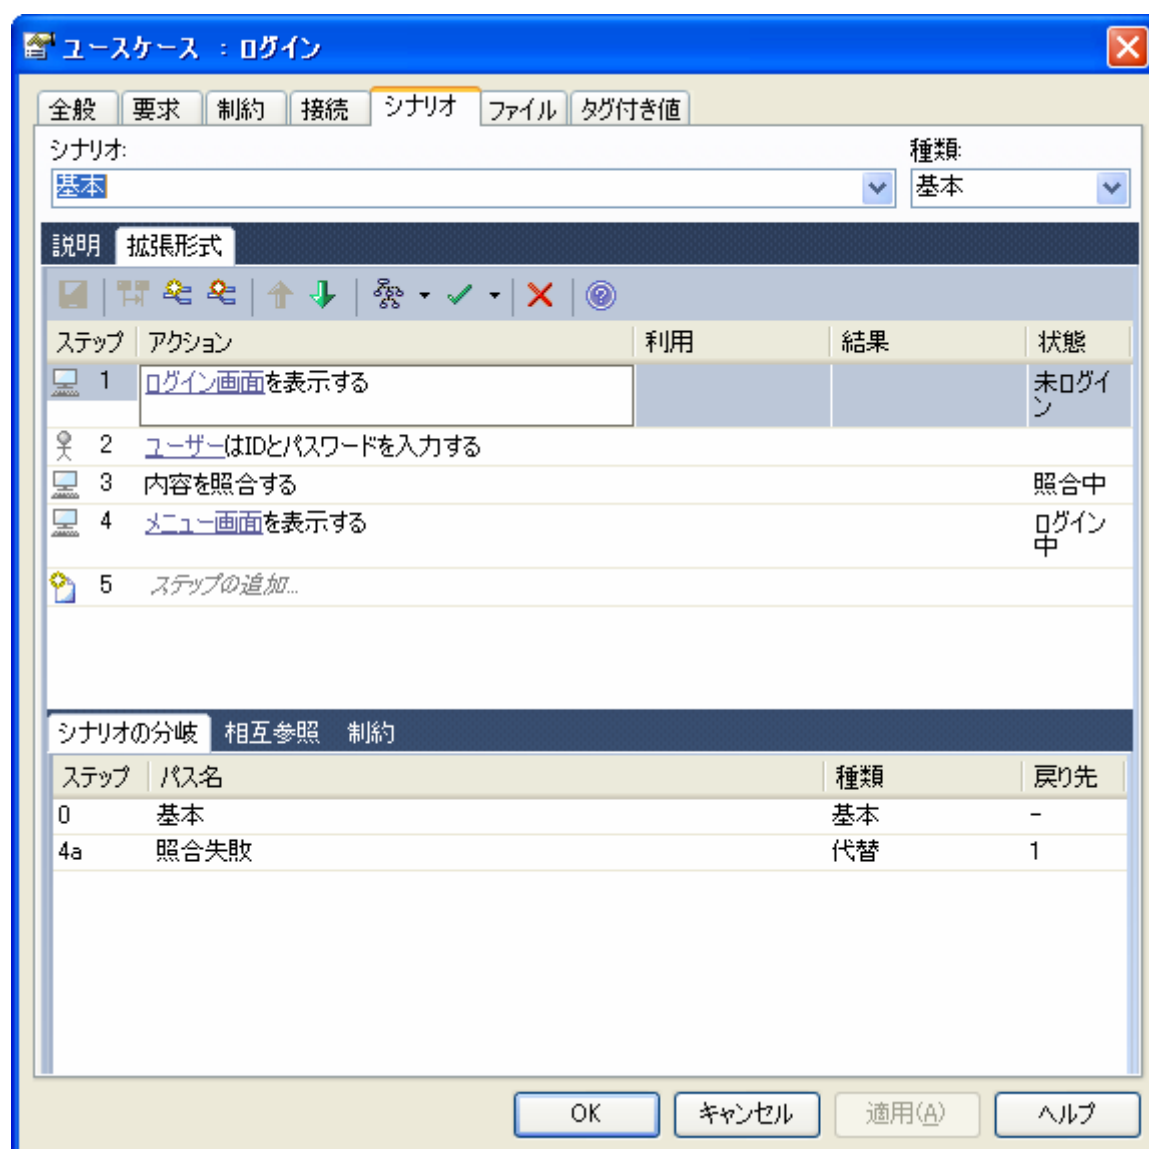 ユースケース : ログイン
全般 要求 制約 接続 シナリオ ファイル タグ付き値
シナリオ: 種類:
基本 基本
説明 拡張形式
ステップ アクション 利用 結果 状態
1 ログイン画面を表示する 未ログイ
ン
2 ユーザーはIDとパスワードを入力する
3 内容を照合する 照合中
4 メニュー画面を表示する ログイン
中
5 ステップの追加...
シナリオの分岐 相互参照 制約
ステップ パス名 種類 戻り先
0 基本 基本 -
4a 照合失敗 代替 1
OK キャンセル 適用(A) ヘルプ